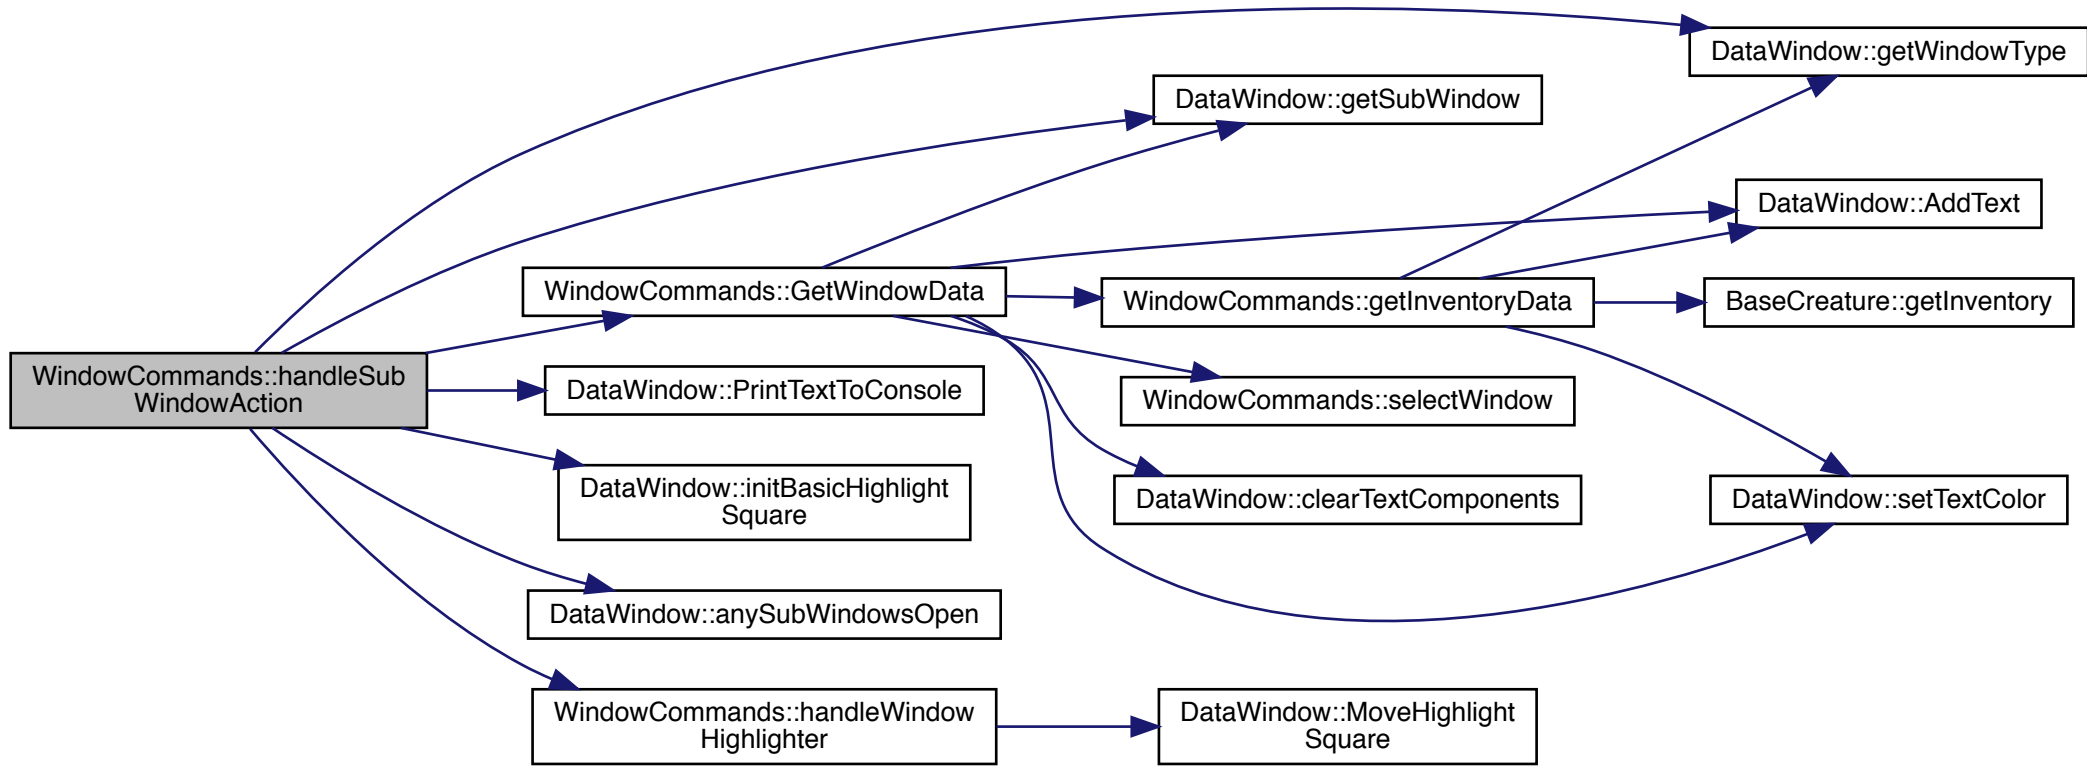 DataWindow::getWindowType
DataWindow::getSubWindow
DataWindow::AddText
WindowCommands::GetWindowData
WindowCommands::getInventoryData
BaseCreature::getInventory
WindowCommands::handleSub
WindowAction
DataWindow::PrintTextToConsole
WindowCommands::selectWindow
DataWindow::initBasicHighlight
Square
DataWindow::clearTextComponents
DataWindow::setTextColor
DataWindow::anySubWindowsOpen
WindowCommands::handleWindow
Highlighter
DataWindow::MoveHighlight
Square